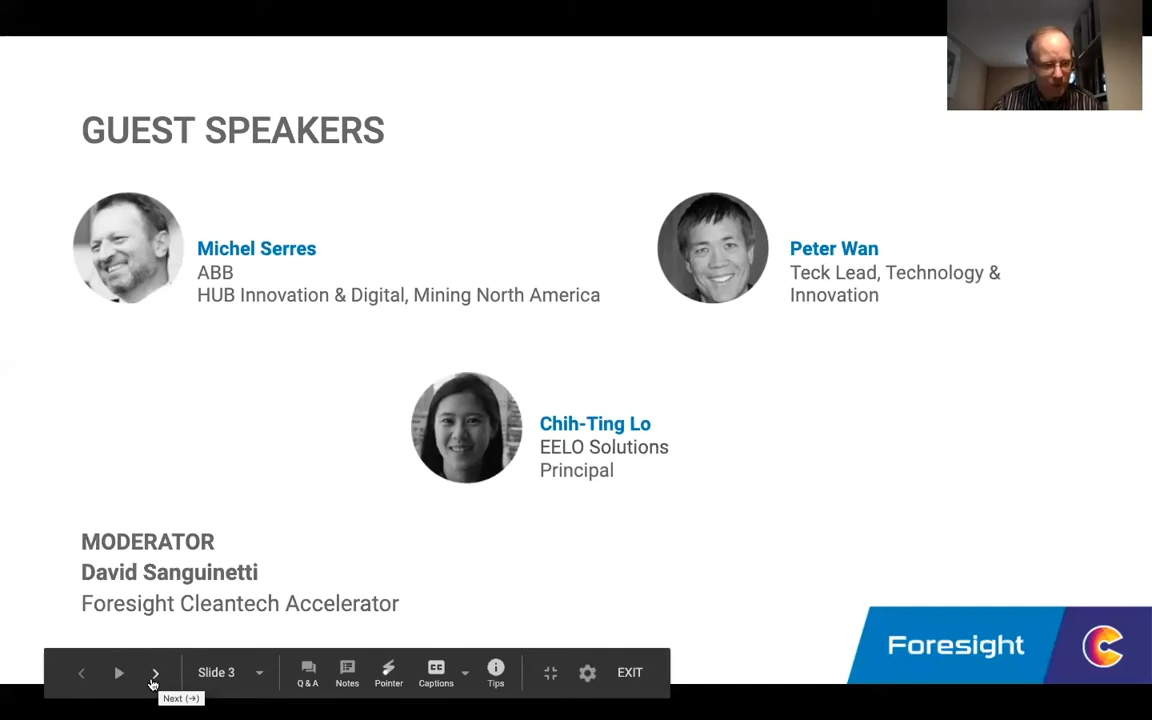 GUEST SPEAKERS
Michel Serres
ABB
HUB Innovation & Digital, Mining North America
Peter Wan
Teck Lead, Technology &
Innovation
Chih-Ting Lo
EELO Solutions
Principal
MODERATOR
David Sanguinetti
Foresight Cleantech Accelerator
Foresight
Slide 3
Q & A
Notes
Pointer
CC
Captions
Tips
EXIT
Next (→)